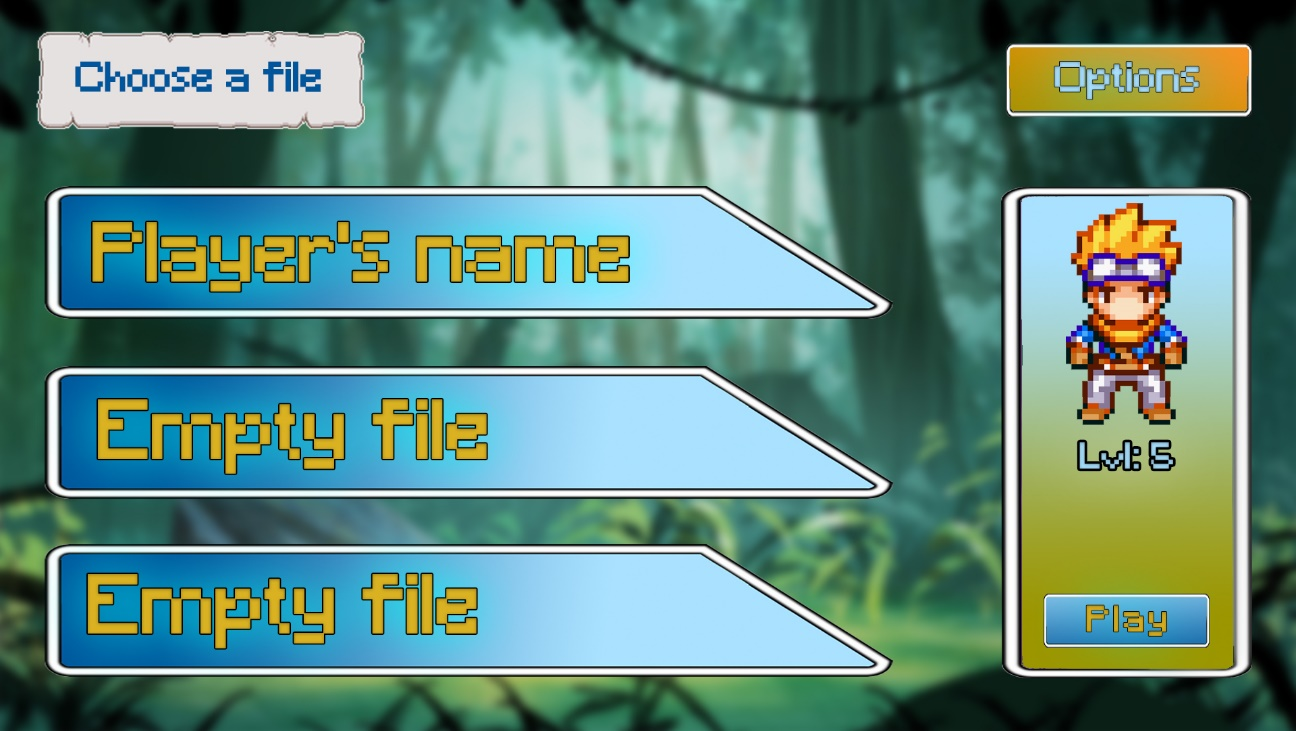 Choose a file
Options
Player's name
Empty file
Empty file
Lvl: 5
Play